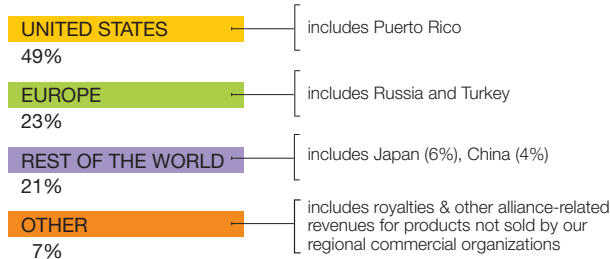 UNITED STATES
includes Puerto Rico
49%
EUROPE
includes Russia and Turkey
23%
REST OF THE WORLD
includes Japan (6%), China (4%)
21%
OTHER
includes royalties & other alliance-related
revenues for products not sold by our
regional commercial organizations
7%